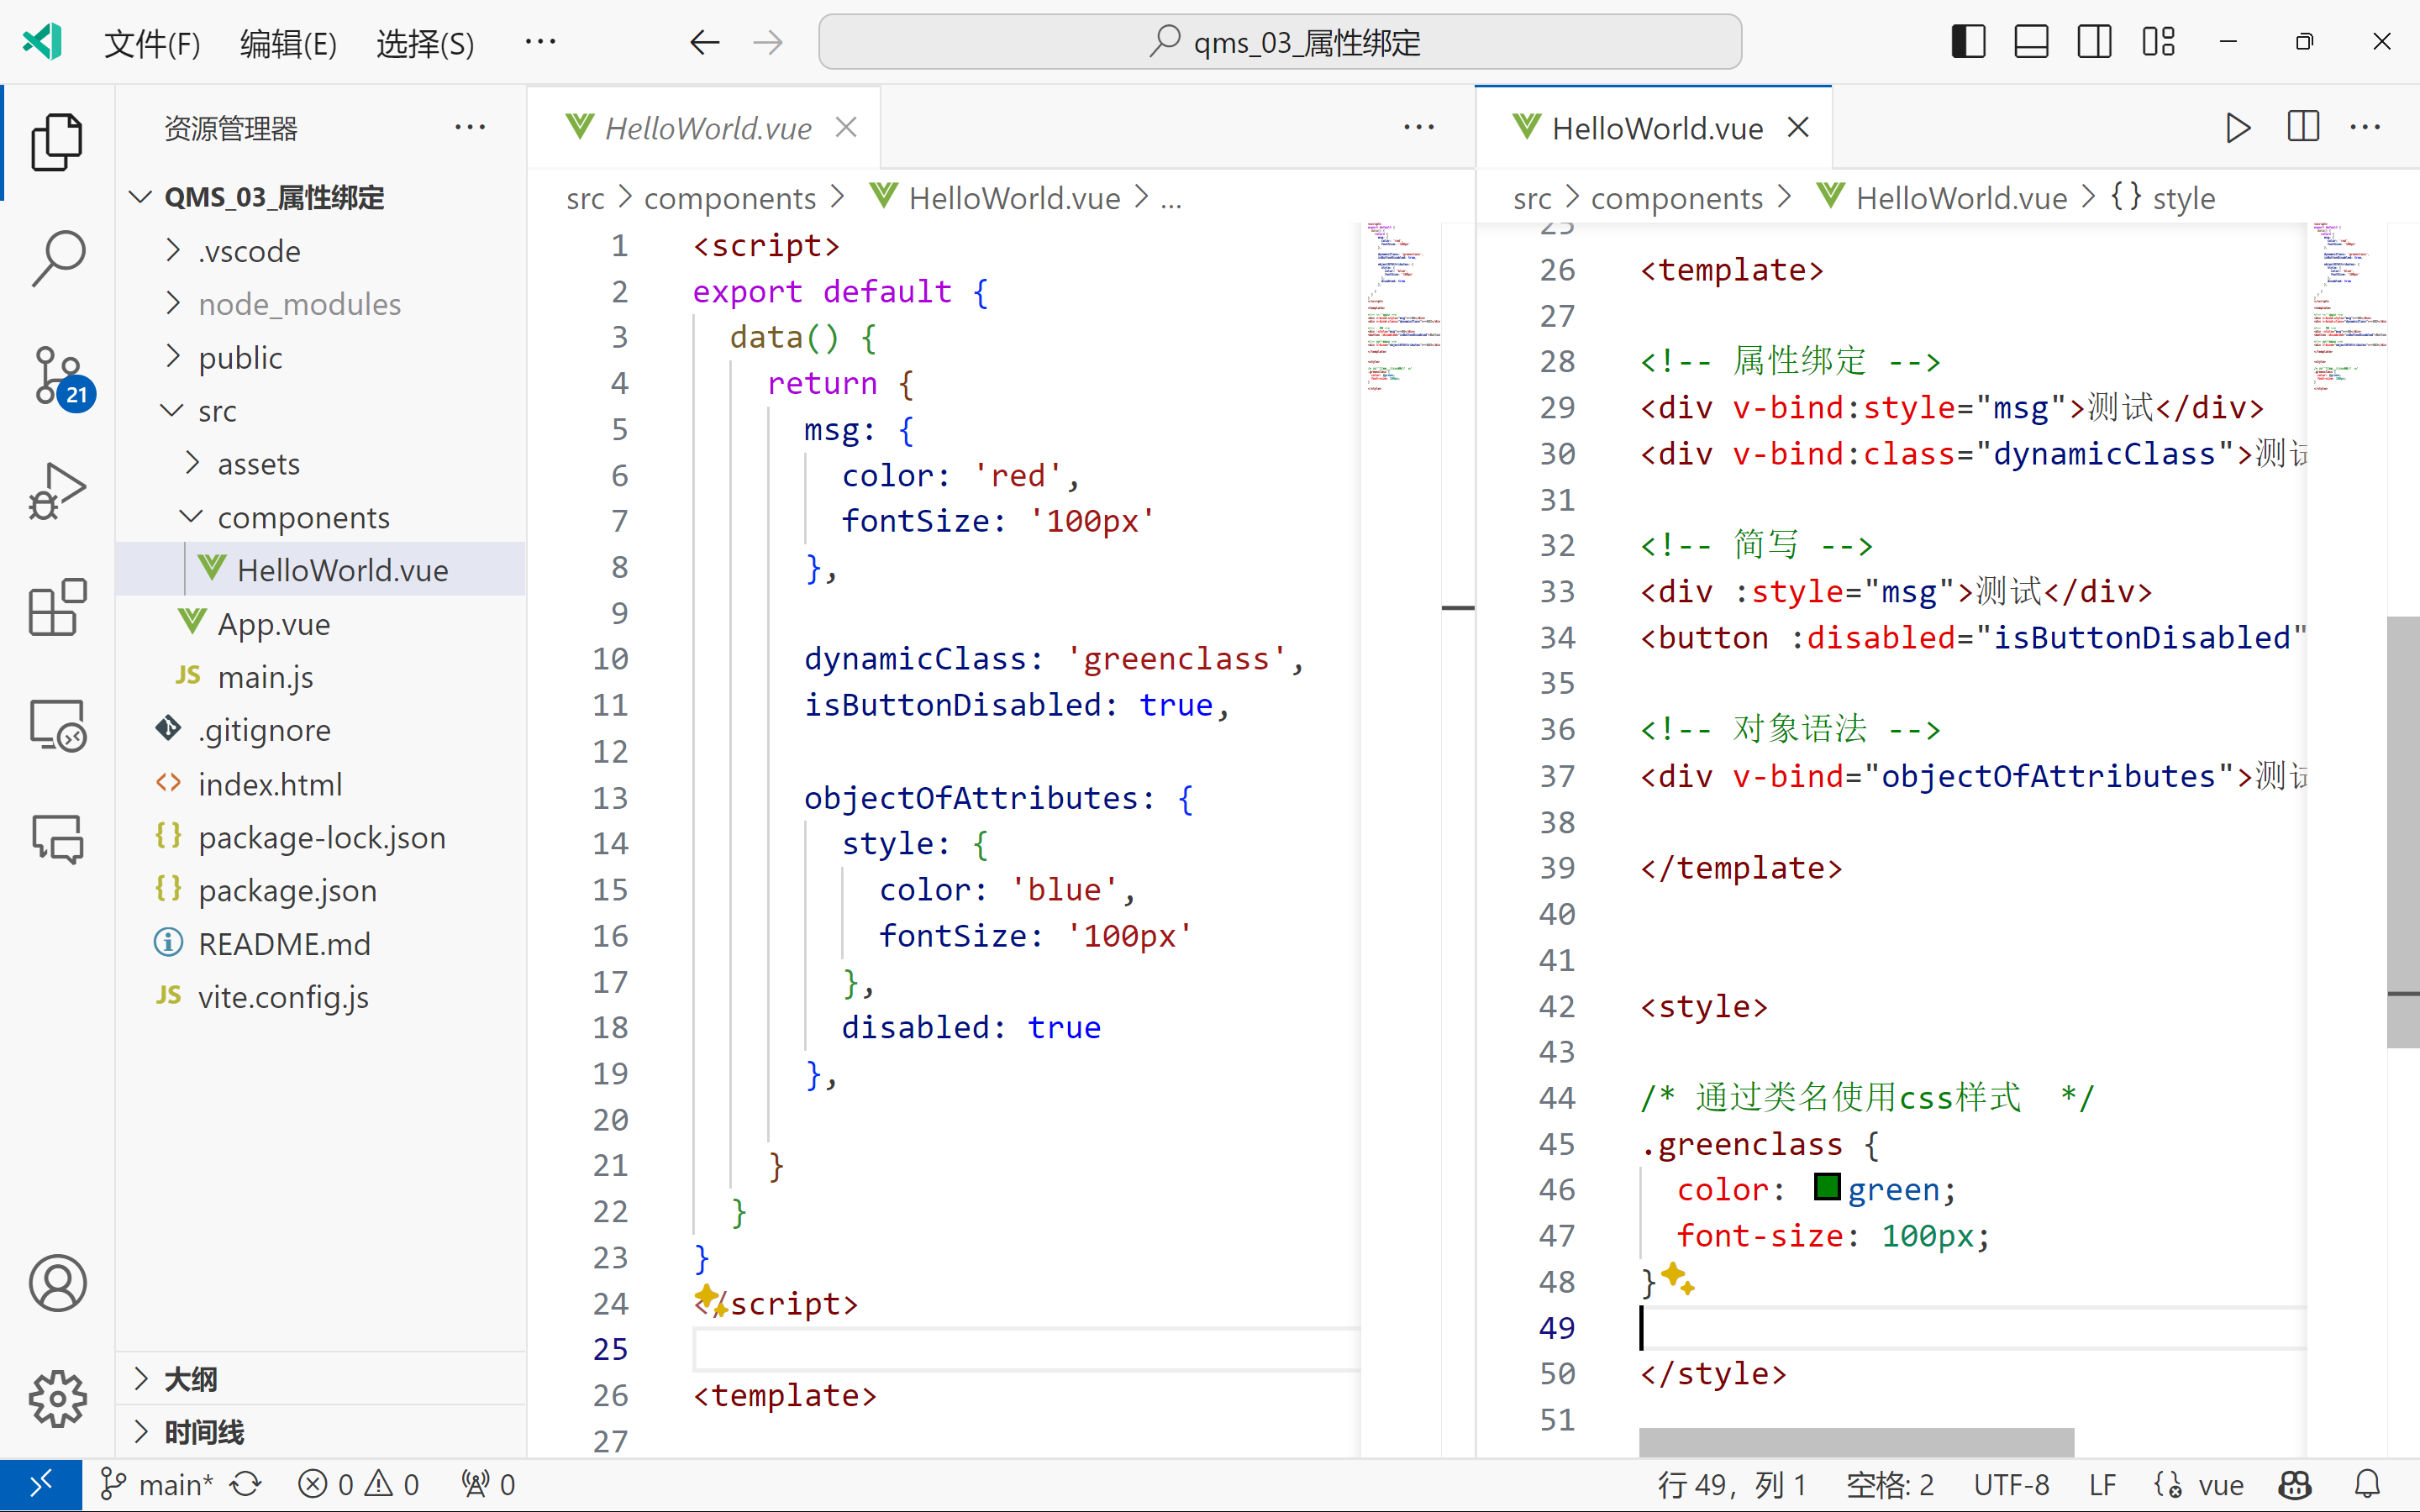 文件(F) 编辑(E) 选择(S) ··· qms_03_属性绑定
资源管理器 ···
QMS_03_属性绑定
.vscode
node_modules
public
src
assets
components
HelloWorld.vue
App.vue
JS main.js
.gitignore
index.html
package-lock.json
package.json
README.md
JS vite.config.js
大纲
时间线
21
HelloWorld.vue
src > components > HelloWorld.vue > ...
1 <script>
2 export default {
3 data() {
4 return {
5 msg: {
6 color: 'red',
7 fontSize: '100px'
8 },
9
10 dynamicClass: 'greenclass',
11 isButtonDisabled: true,
12
13 objectOfAttributes: {
14 style: {
15 color: 'blue',
16 fontSize: '100px'
17 },
18 disabled: true
19 },
20
21 }
22 }
23 }
24 </script>
25
26 <template>
27
HelloWorld.vue
src > components > HelloWorld.vue > {} style
25
26 <template>
27
28 <!-- 属性绑定 -->
29 <div v-bind:style="msg">测试</div>
30 <div v-bind:class="dynamicClass">测试
31
32 <!-- 简写 -->
33 <div :style="msg">测试</div>
34 <button :disabled="isButtonDisabled"
35
36 <!-- 对象语法 -->
37 <div v-bind="objectOfAttributes">测试
38
39 </template>
40
41
42 <style>
43
44 /* 通过类名使用css样式  */
45 .greenclass {
46 color: green;
47 font-size: 100px;
48 }
49
50 </style>
51
main* 0 0 0 行 49，列 1 空格: 2 UTF-8 LF vue